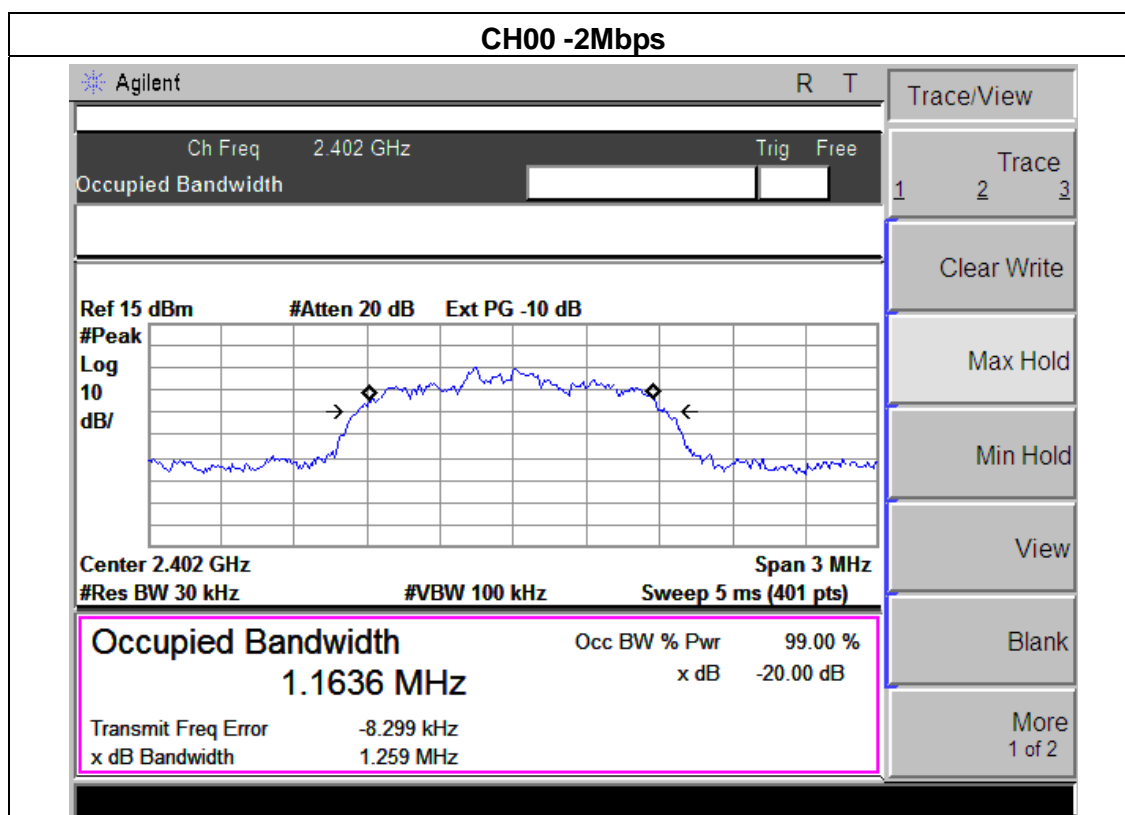 CH00 -2Mbps
Agilent R T
Trace/View
Ch Freq 2.402 GHz Trig Free
Occupied Bandwidth
Trace
1 2 3
Clear Write
Ref 15 dBm #Atten 20 dB Ext PG -10 dB
#Peak
Log
10
dB/
Max Hold
Min Hold
View
Center 2.402 GHz Span 3 MHz
#Res BW 30 kHz #VBW 100 kHz Sweep 5 ms (401 pts)
Occupied Bandwidth Occ BW % Pwr 99.00 %
1.1636 MHz x dB -20.00 dB
Transmit Freq Error -8.299 kHz
x dB Bandwidth 1.259 MHz
Blank
More
1 of 2